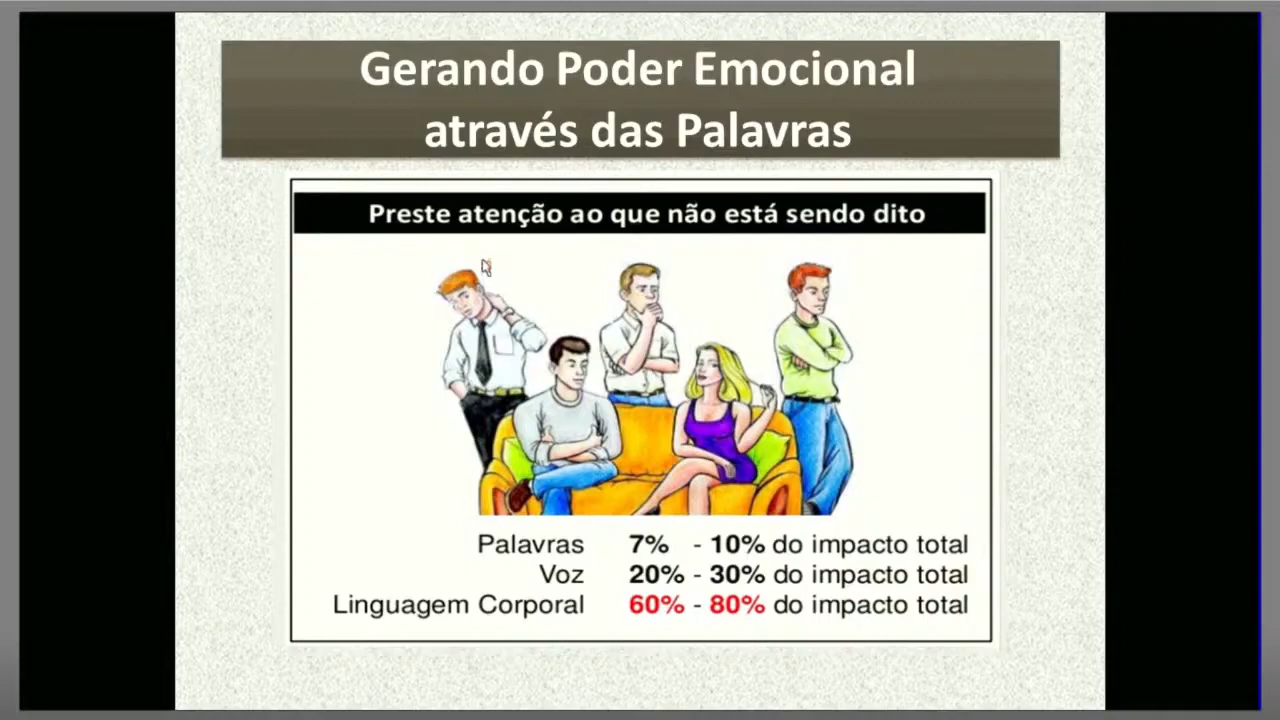 Gerando Poder Emocional
através das Palavras
Preste atenção ao que não está sendo dito
Palavras 7% - 10% do impacto total
Voz 20% - 30% do impacto total
Linguagem Corporal 60% - 80% do impacto total